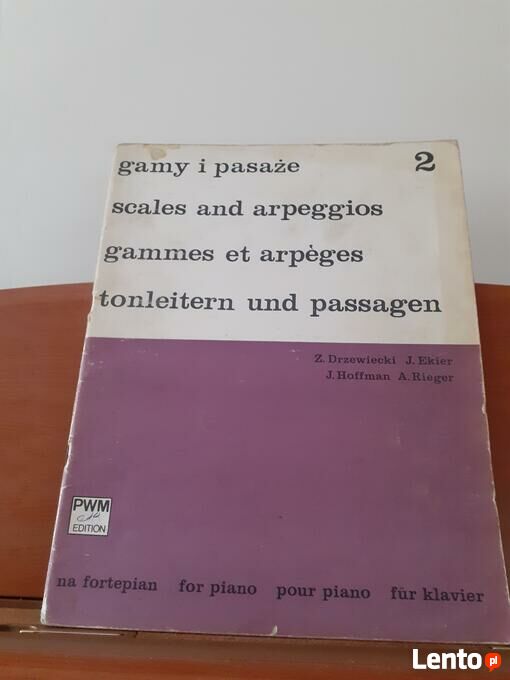 gamy i pasaże 2
scales and arpeggios
gammes et arpèges
tonleitern und passagen
Z. Drzewiecki J. Ekier
J. Hoffman A. Rieger
PWM
EDITION
na fortepian for piano pour piano für klavier
Lento.pl